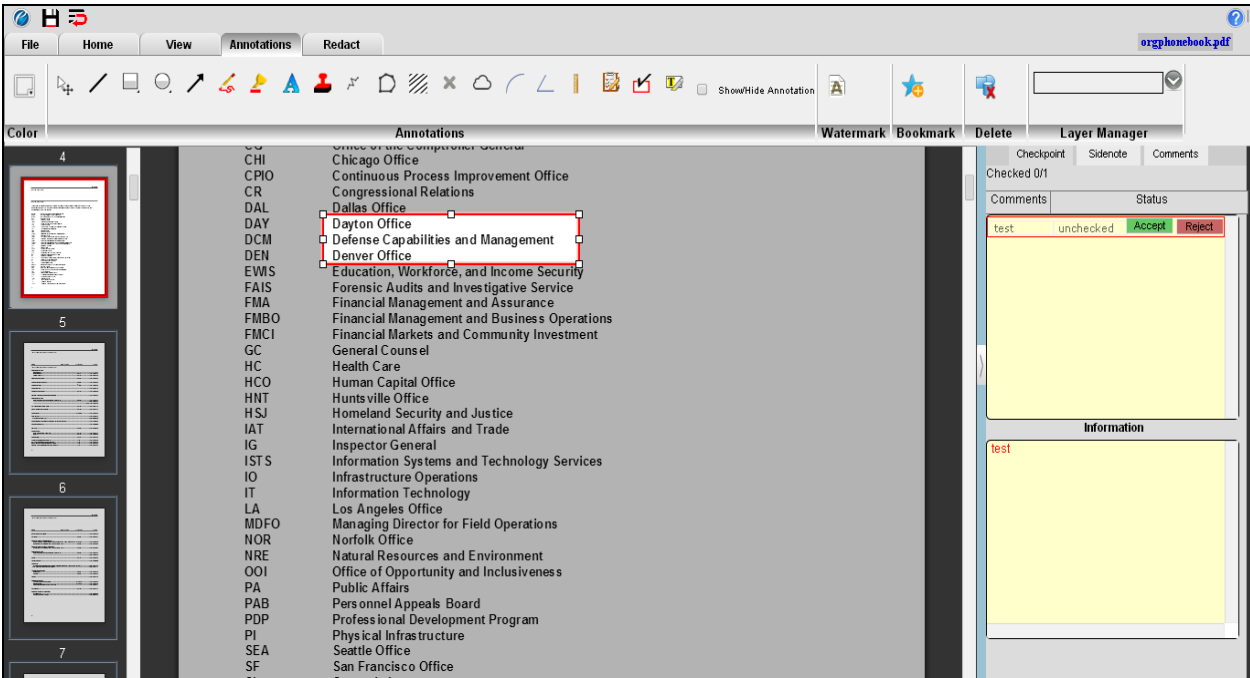 File Home View Annotations Redact orgphonebook.pdf
Show/Hide Annotation
Color Annotations Watermark Bookmark Delete Layer Manager
4
5
6
7
CG Office of the Comptroller General
CHI Chicago Office
CPIO Continuous Process Improvement Office
CR Congressional Relations
DAL Dallas Office
DAY Dayton Office
DCM Defense Capabilities and Management
DEN Denver Office
EWIS Education, Workforce, and Income Security
FAIS Forensic Audits and Investigative Service
FMA Financial Management and Assurance
FMBO Financial Management and Business Operations
FMCI Financial Markets and Community Investment
GC General Counsel
HC Health Care
HCO Human Capital Office
HNT Huntsville Office
HSJ Homeland Security and Justice
IAT International Affairs and Trade
IG Inspector General
ISTS Information Systems and Technology Services
IO Infrastructure Operations
IT Information Technology
LA Los Angeles Office
MDFO Managing Director for Field Operations
NOR Norfolk Office
NRE Natural Resources and Environment
OOI Office of Opportunity and Inclusiveness
PA Public Affairs
PAB Personnel Appeals Board
PDP Professional Development Program
PI Physical Infrastructure
SEA Seattle Office
SF San Francisco Office
Checkpoint Sidenote Comments
Checked 0/1
Comments Status
test unchecked Accept Reject
Information
test